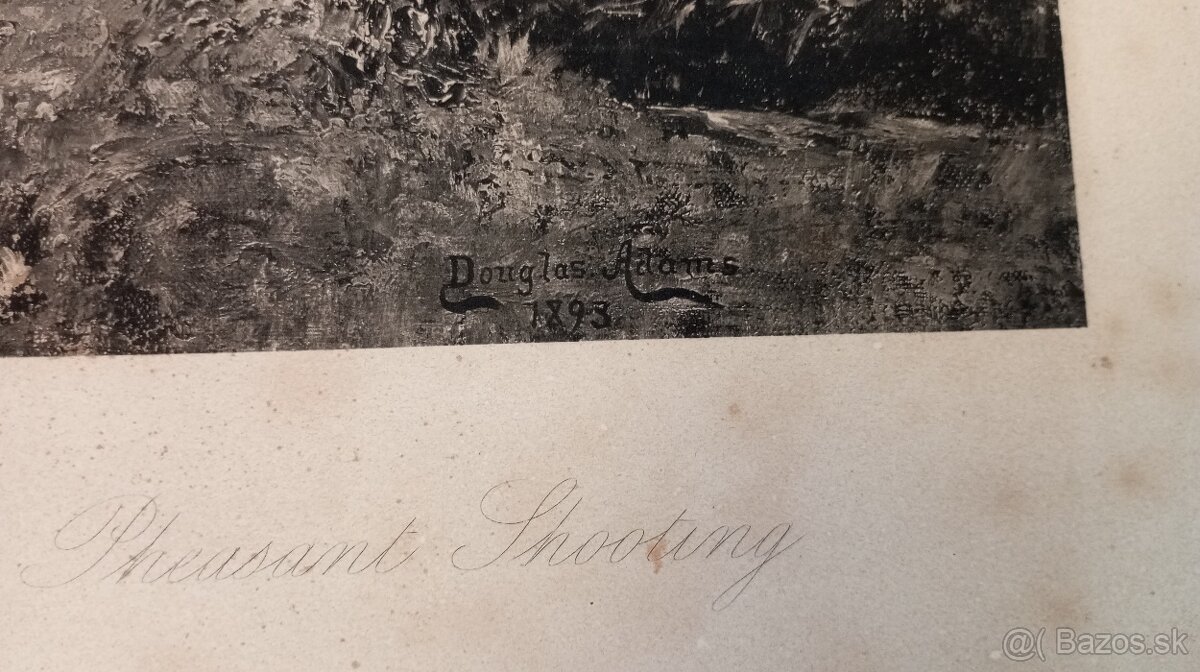 Douglas. Adams.
1893
Pheasant Shooting
@( Bazos.sk